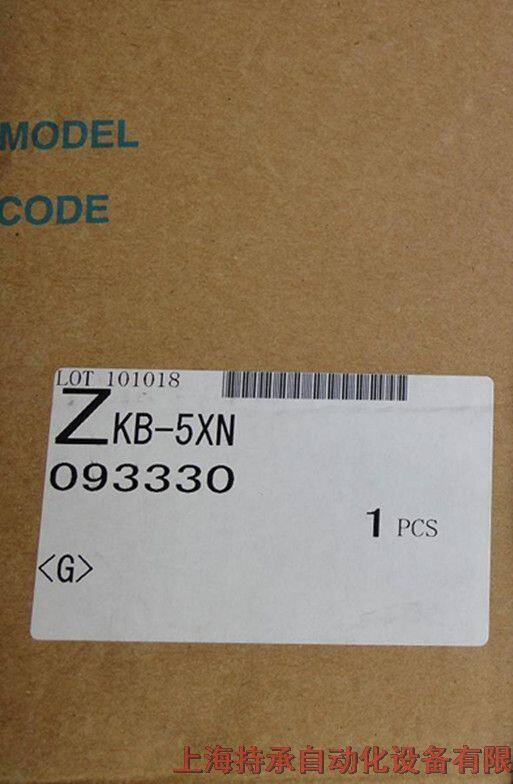 MODEL
CODE
LOT 101018
ZKB-5XN
093330
1 PCS
<G>
上海持承自动化设备有限